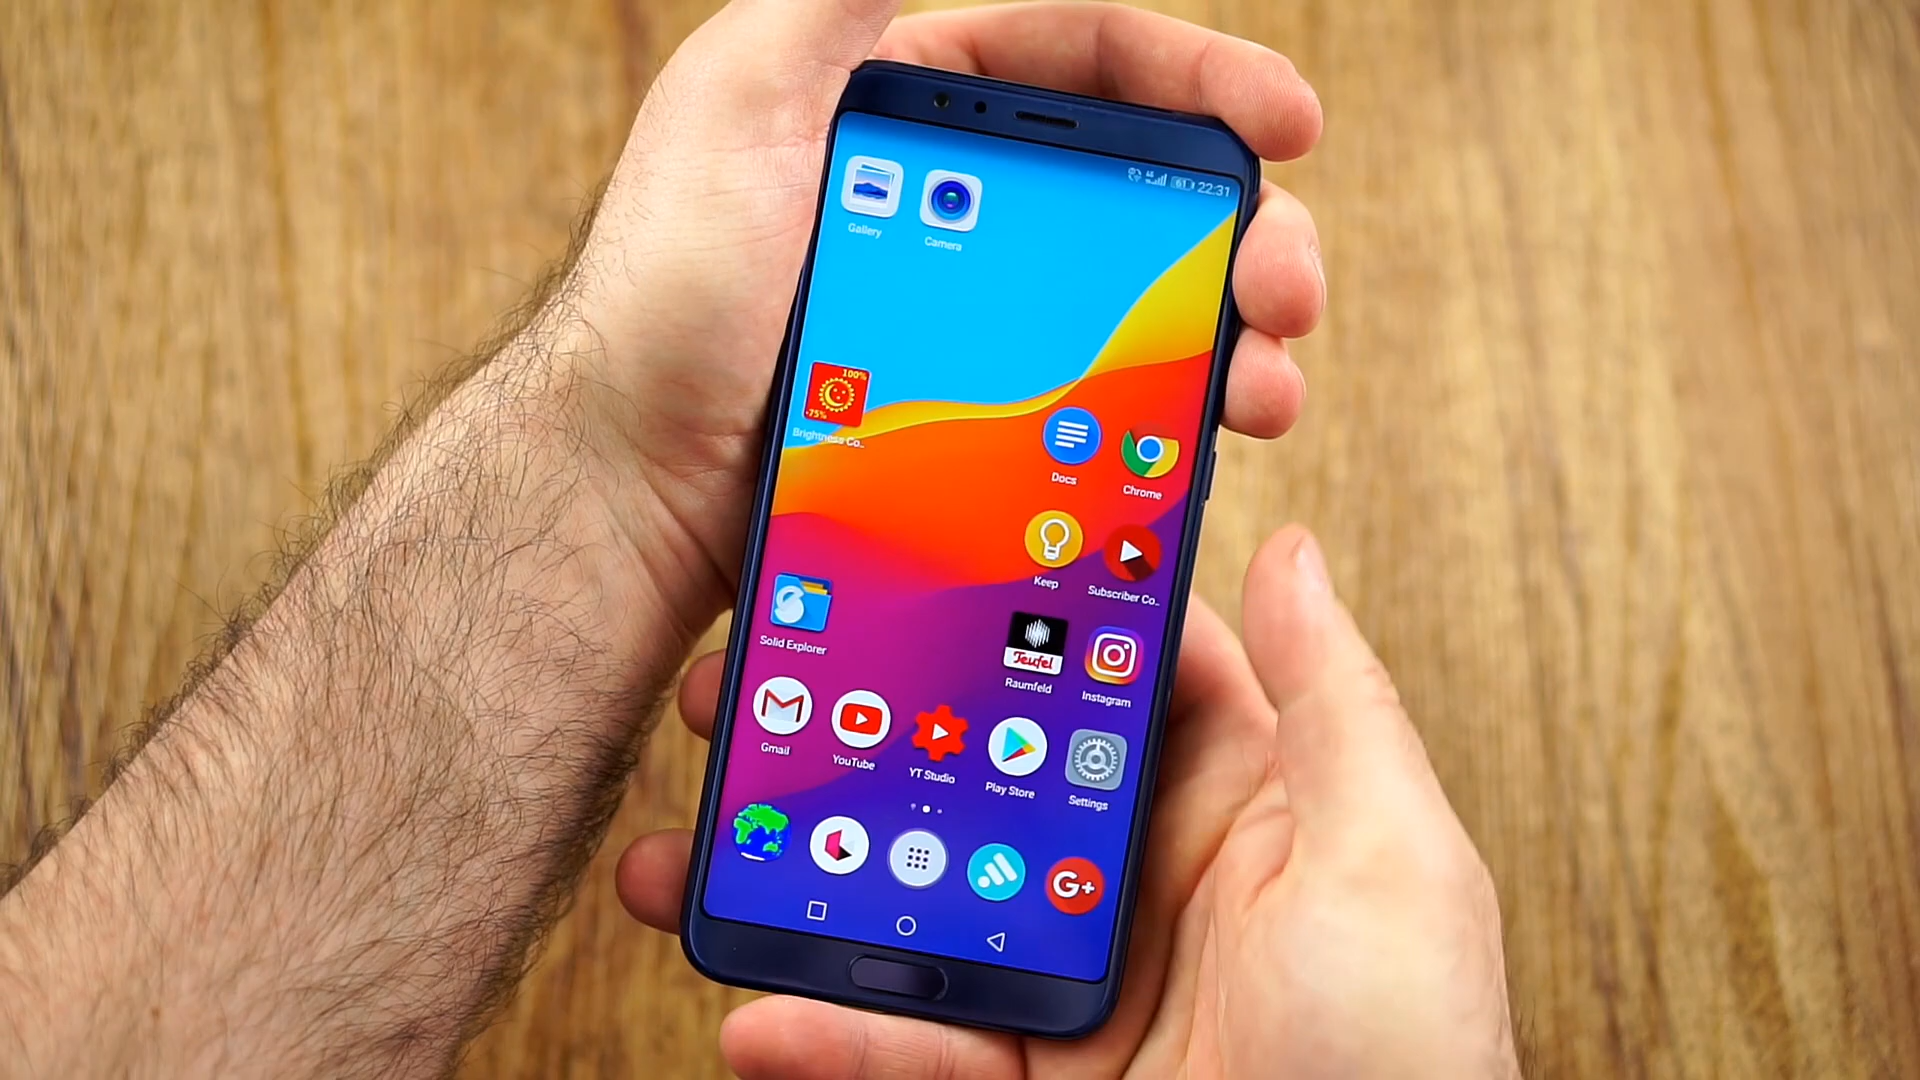 61 22:31
Gallery
Camera
100%
-75%
Brightness Co..
Docs
Chrome
Keep
Subscriber Co..
Solid Explorer
Teufel
Raumfeld
Instagram
Gmail
YouTube
YT Studio
Play Store
Settings
G+